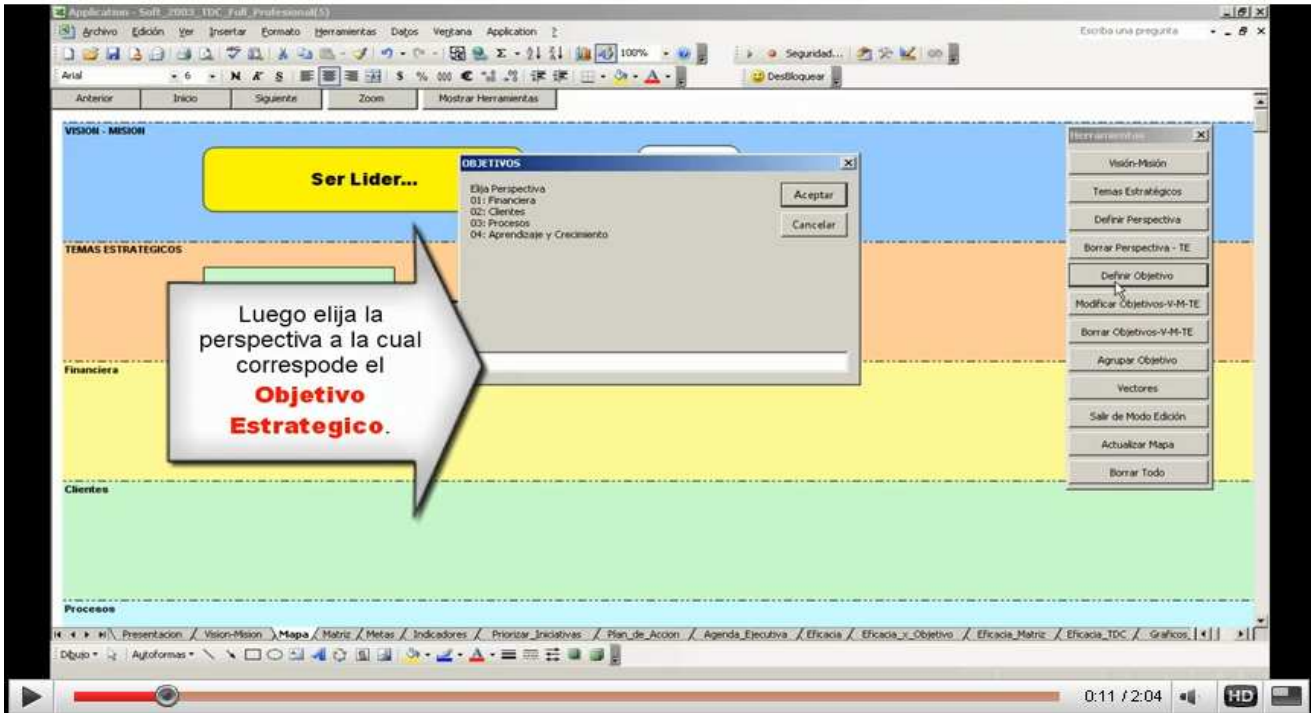 Application - Soft_2003_TDC_Full_Profesional(5)
Archivo Edición Ver Insertar Formato Herramientas Datos Ventana Application ?
Escriba una pregunta
100%
Seguridad...
Arial
6
N K S
$ % 000 €
DesBloquear
Anterior Inicio Siguiente Zoom Mostrar Herramientas
VISION - MISION
Ser Lider...
OBJETIVOS
Elija Perspectiva
01: Financiera
02: Clientes
03: Procesos
04: Aprendizaje y Crecimiento
Aceptar
Cancelar
Herramientas
Visión-Misión
Temas Estratégicos
Definir Perspectiva
Borrar Perspectiva - TE
Definir Objetivo
Modificar Objetivos-V-M-TE
Borrar Objetivos-V-M-TE
Agrupar Objetivo
Vectores
Salir de Modo Edición
Actualizar Mapa
Borrar Todo
TEMAS ESTRATEGICOS
Luego elija la
perspectiva a la cual
correspode el
Objetivo
Estrategico.
Financiera
Clientes
Procesos
Presentacion / Vision-Mision / Mapa / Matriz / Metas / Indicadores / Priorizar_Iniciativas / Plan_de_Accion / Agenda_Ejecutiva / Eficacia / Eficacia_x_Objetivo / Eficacia_Matriz / Eficacia_TDC / Graficos_
Dibujo Autoformas
0:11 / 2:04
HD